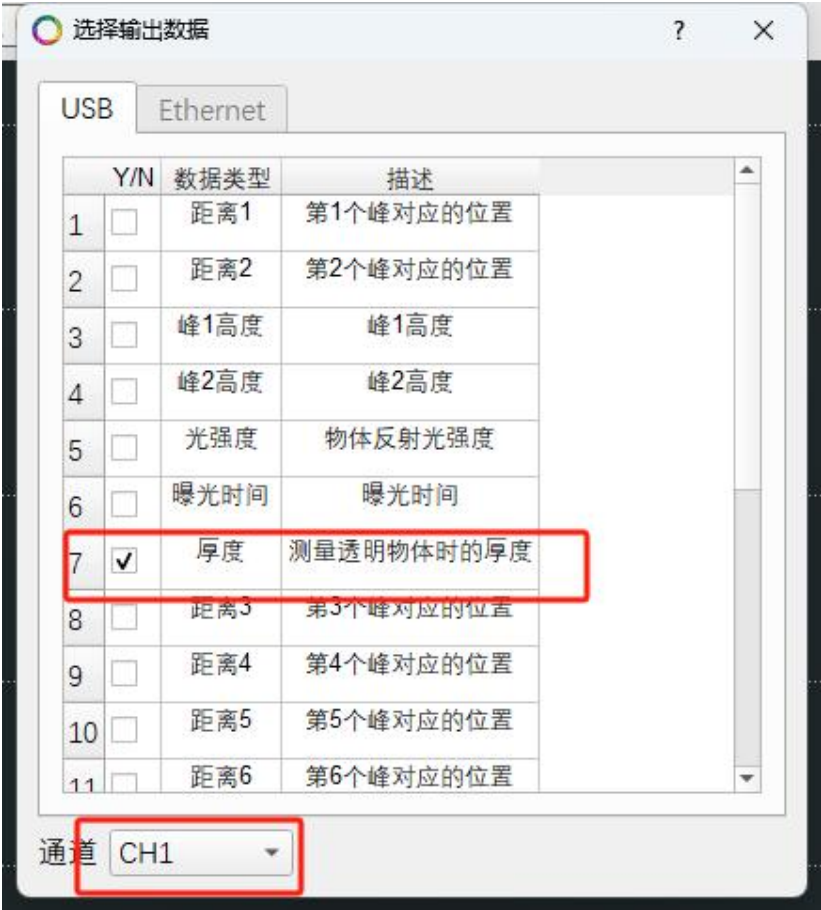 选择输出数据 ? ×
USB Ethernet
Y/N 数据类型 描述
1 距离1 第1个峰对应的位置
2 距离2 第2个峰对应的位置
3 峰1高度 峰1高度
4 峰2高度 峰2高度
5 光强度 物体反射光强度
6 曝光时间 曝光时间
7 厚度 测量透明物体时的厚度
8 距离3 第3个峰对应的位置
9 距离4 第4个峰对应的位置
10 距离5 第5个峰对应的位置
11 距离6 第6个峰对应的位置
通道 CH1